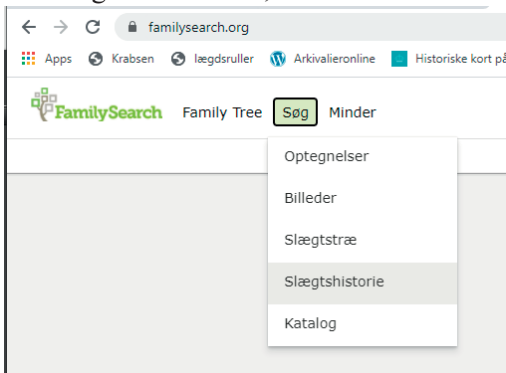 familysearch.org
Apps Krabsen lægdsruller Arkivalieronline Historiske kort på
FamilySearch Family Tree Søg Minder
Optegnelser
Billeder
Slægtstræ
Slægtshistorie
Katalog